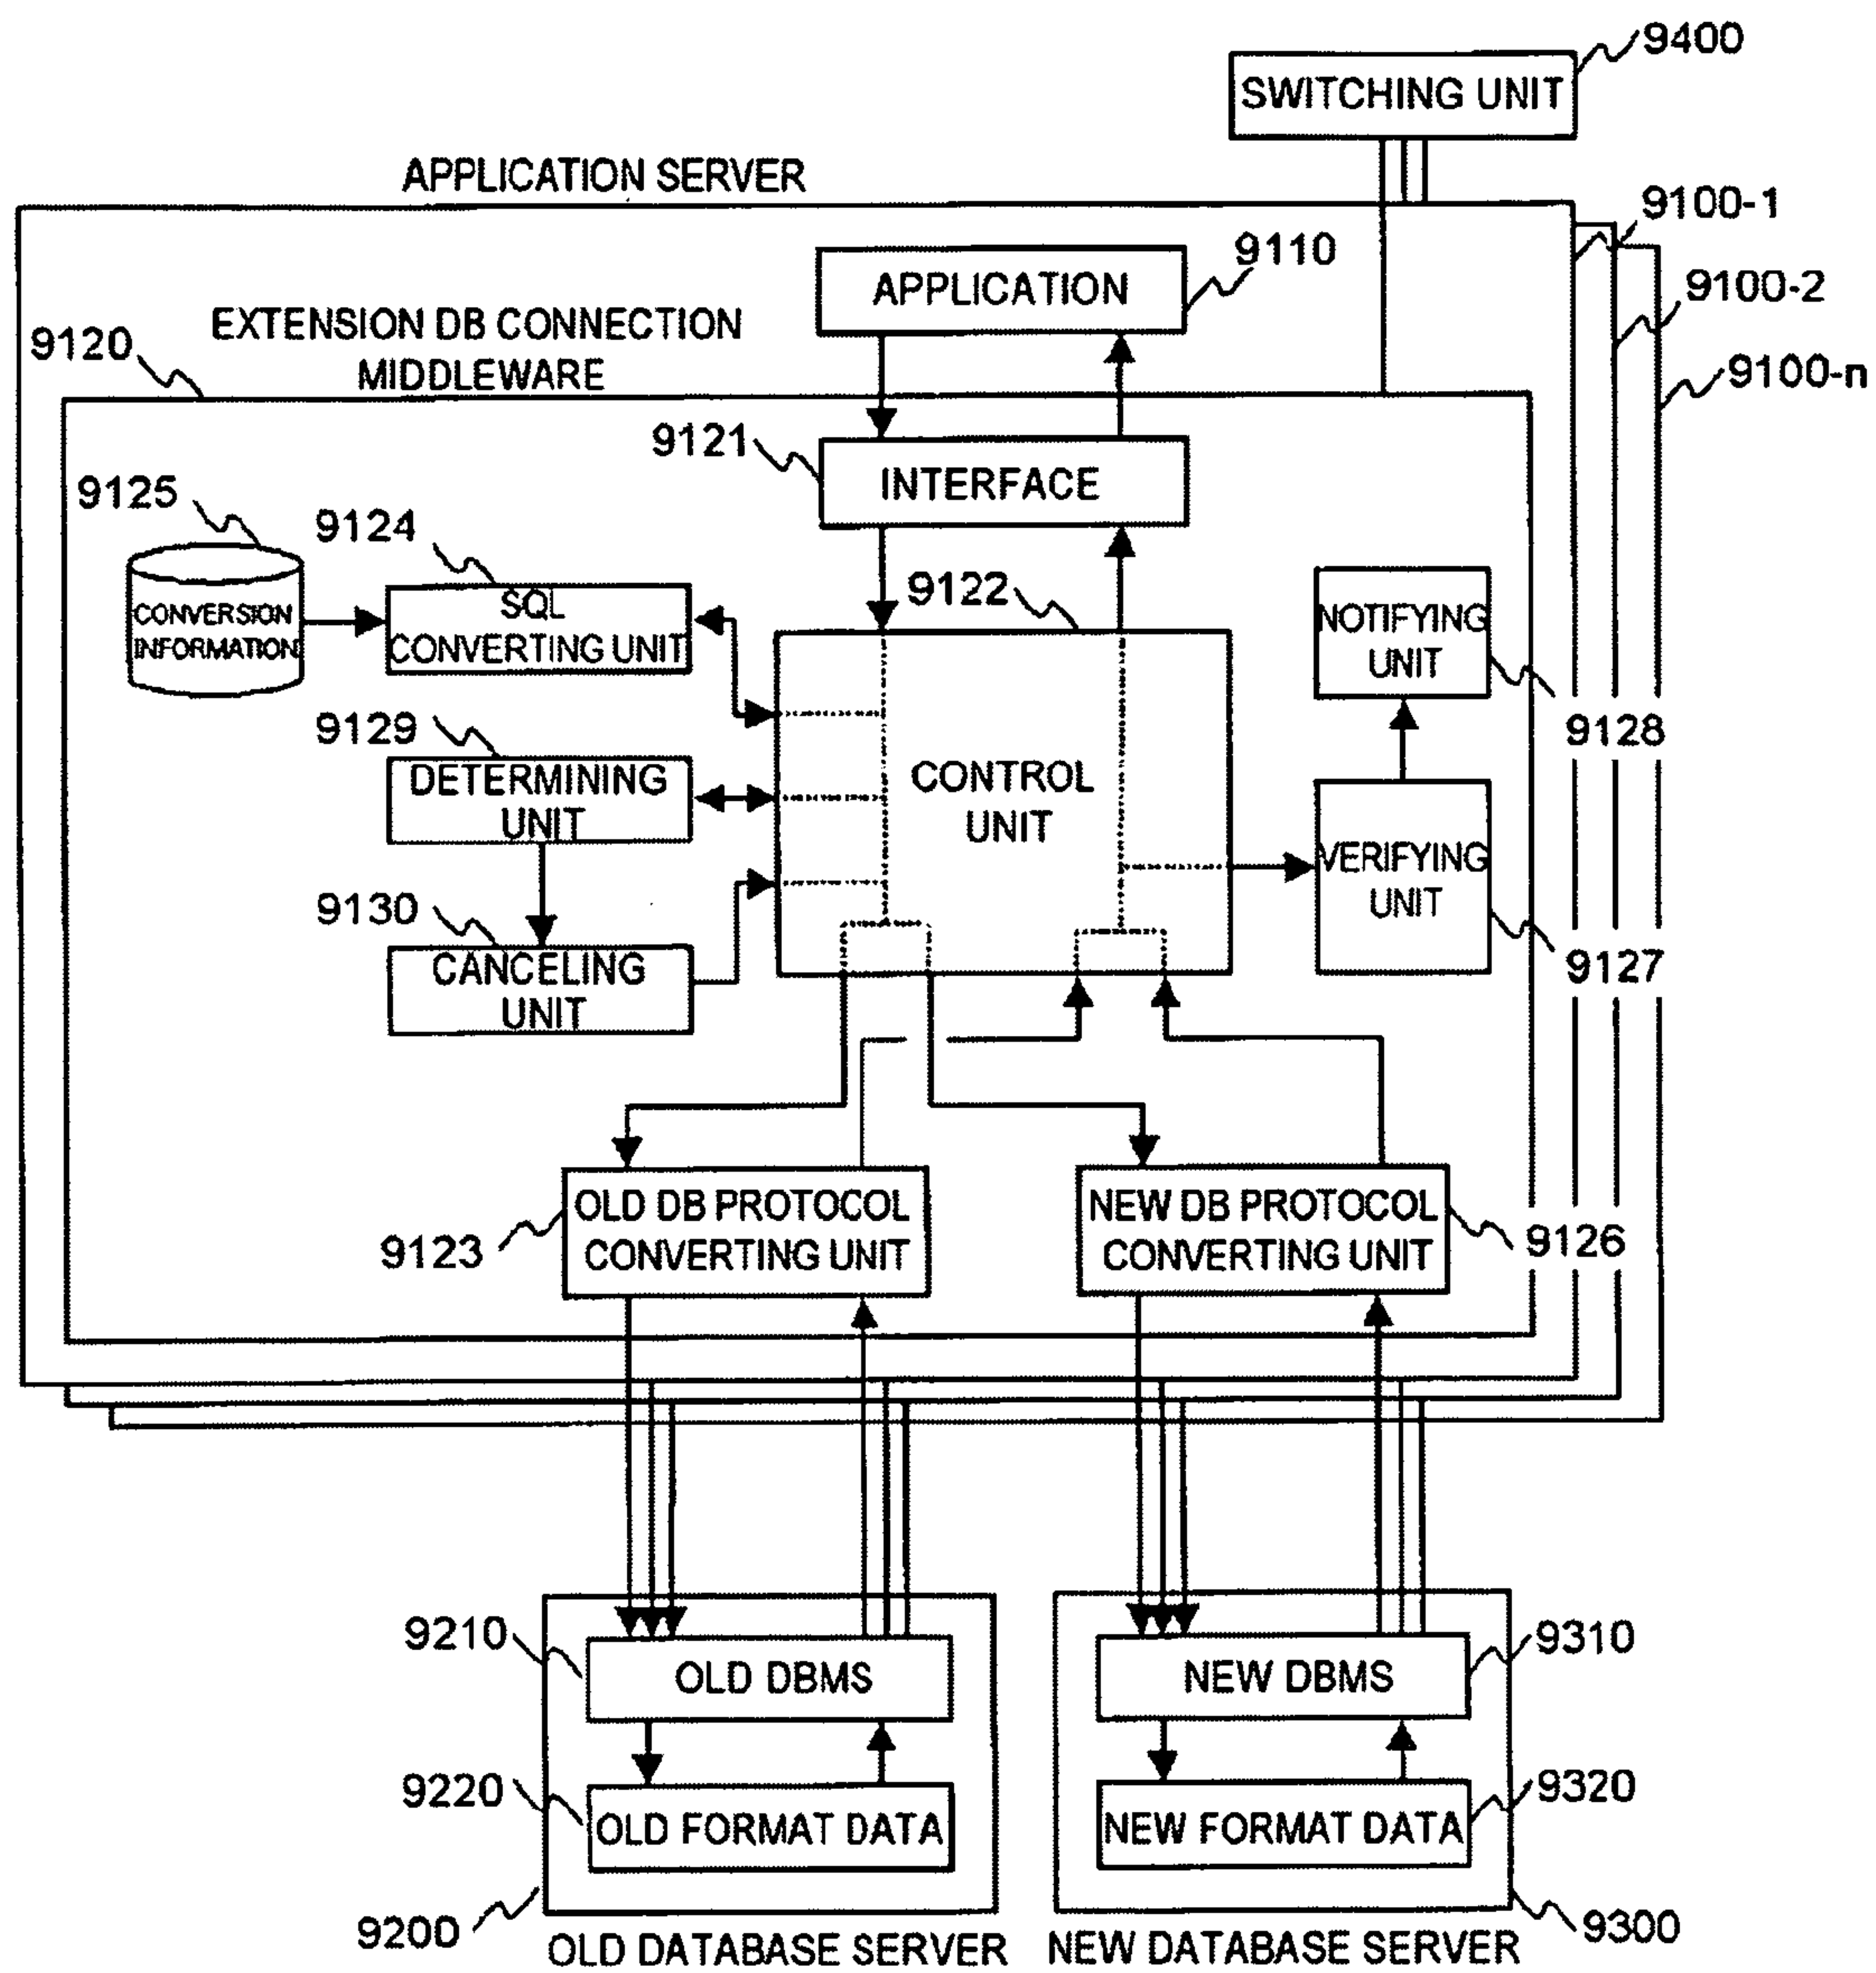 9400
SWITCHING UNIT
APPLICATION SERVER
9100-1
9110
APPLICATION
9100-2
EXTENSION DB CONNECTION
MIDDLEWARE
9120
9100-n
9121
INTERFACE
9125
CONVERSION
INFORMATION
9124
SQL
CONVERTING UNIT
9122
NOTIFYING
UNIT
9128
9129
DETERMINING
UNIT
CONTROL
UNIT
VERIFYING
UNIT
9127
9130
CANCELING
UNIT
OLD DB PROTOCOL
CONVERTING UNIT
9123
NEW DB PROTOCOL
CONVERTING UNIT
9126
9210
OLD DBMS
NEW DBMS
9310
9220
OLD FORMAT DATA
NEW FORMAT DATA
9320
9200
OLD DATABASE SERVER
NEW DATABASE SERVER
9300